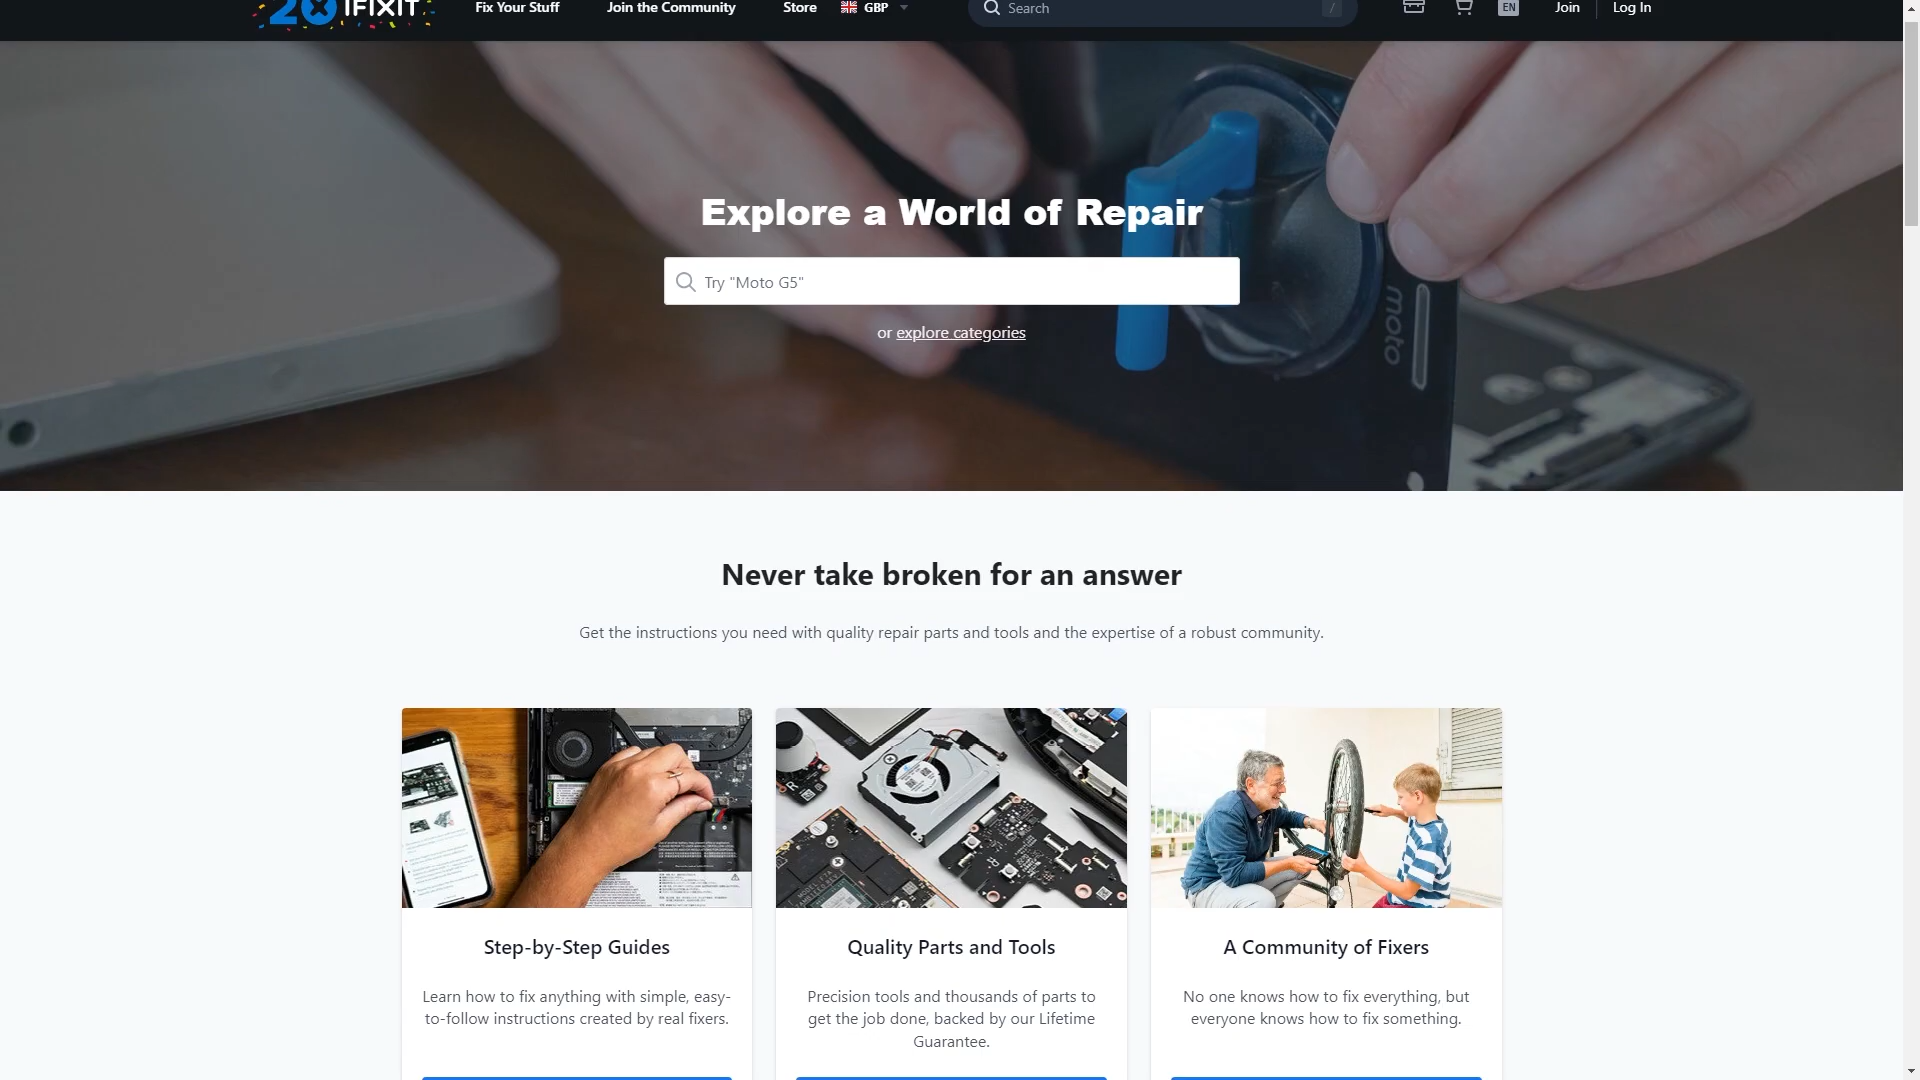 20 IFIXIT
Fix Your Stuff
Join the Community
Store
GBP
Search
/
EN
Join
Log In
Explore a World of Repair
Try "Moto G5"
or explore categories
moto
Never take broken for an answer
Get the instructions you need with quality repair parts and tools and the expertise of a robust community.
Step-by-Step Guides
Learn how to fix anything with simple, easy-
to-follow instructions created by real fixers.
Quality Parts and Tools
Precision tools and thousands of parts to
get the job done, backed by our Lifetime
Guarantee.
A Community of Fixers
No one knows how to fix everything, but
everyone knows how to fix something.